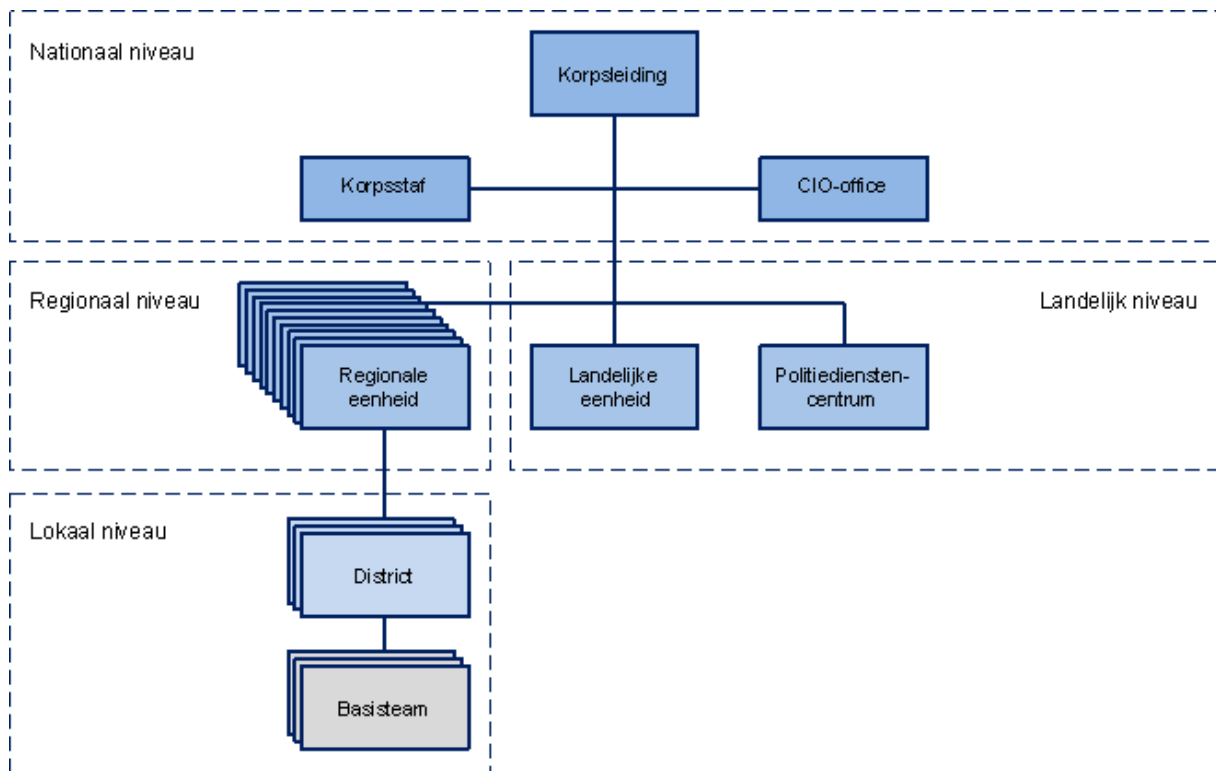 Nationaal niveau
Korpsleiding
Korpsstaf
CIO-office
Regionaal niveau
Landelijk niveau
Regionale
eenheid
Landelijke
eenheid
Politiediensten-
centrum
Lokaal niveau
District
Basisteam